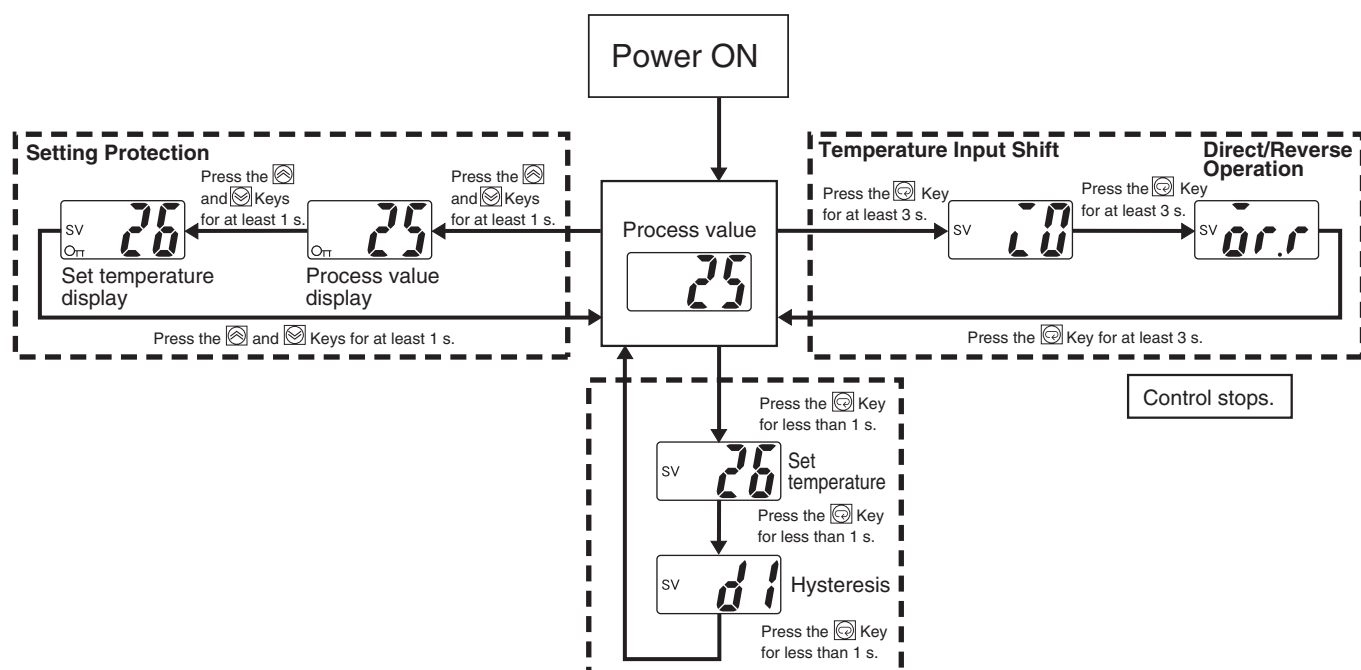 Power ON
Setting Protection
Press the
and Keys
for at least 1 s.
Press the
and Keys
for at least 1 s.
SV 26
Set temperature
display
25
Process value
display
Press the and Keys for at least 1 s.
Process value
25
Temperature Input Shift
Direct/Reverse
Operation
Press the Key
for at least 3 s.
Press the Key
for at least 3 s.
SV
SV or.r
Press the Key for at least 3 s.
Control stops.
Press the Key
for less than 1 s.
SV 26
Set
temperature
Press the Key
for less than 1 s.
SV d1
Hysteresis
Press the Key
for less than 1 s.